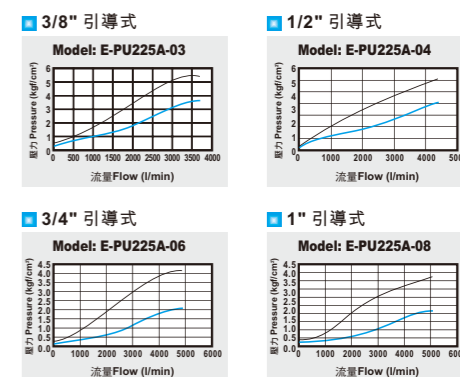 3/8" 引導式
Model: E-PU225A-03
壓力 Pressure (kgf/cm²)
6
5
4
3
2
1
0
0 500 1000 1500 2000 2500 3000 3500 4000
流量Flow (l/min)
1/2" 引導式
Model: E-PU225A-04
壓力 Pressure (kgf/cm²)
6
5
4
3
2
1
0
0 1000 2000 3000 4000
流量Flow (l/min)
3/4" 引導式
Model: E-PU225A-06
壓力 Pressure (kgf/cm²)
4.5
4.0
3.5
3.0
2.5
2.0
1.5
1.0
0.5
0.0
0 1000 2000 3000 4000 5000 6000
流量Flow (l/min)
1" 引導式
Model: E-PU225A-08
壓力 Pressure (kgf/cm²)
4.5
4.0
3.5
3.0
2.5
2.0
1.5
1.0
0.5
0.0
0 1000 2000 3000 4000 5000
流量Flow (l/min)